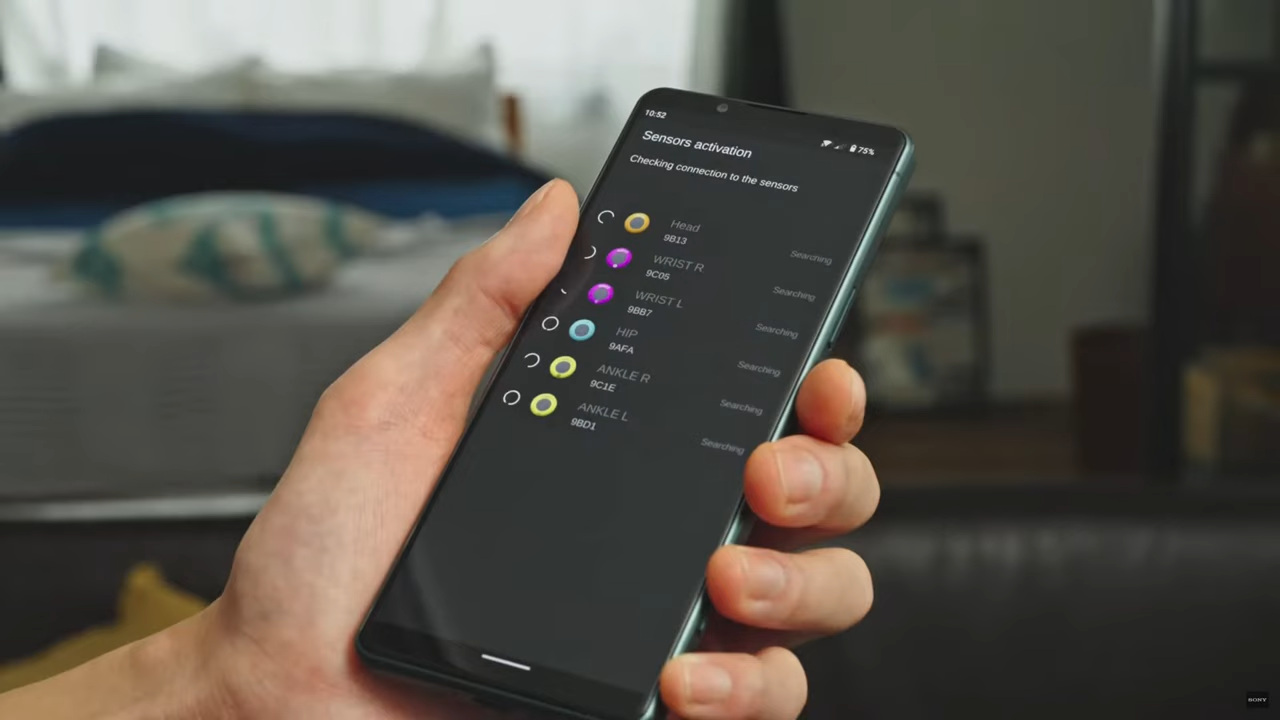 10:52
75%
Sensors activation
Checking connection to the sensors
Head
9B13
Searching
WRIST R
9C05
Searching
WRIST L
9BB7
Searching
HIP
9AFA
Searching
ANKLE R
9C1E
Searching
ANKLE L
9BD1
Searching
SONY